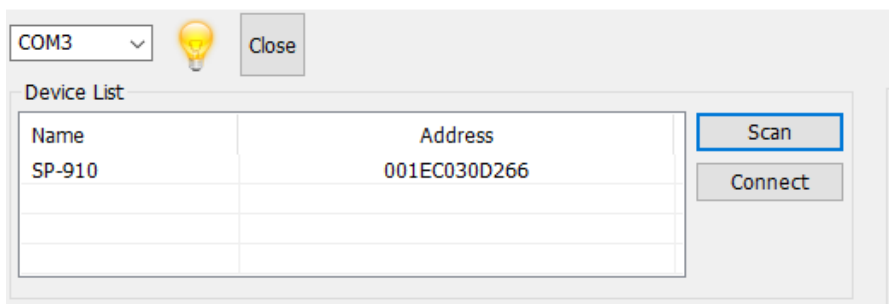 COM3
Close
Device List
Name Address
Scan
SP-910 001EC030D266
Connect